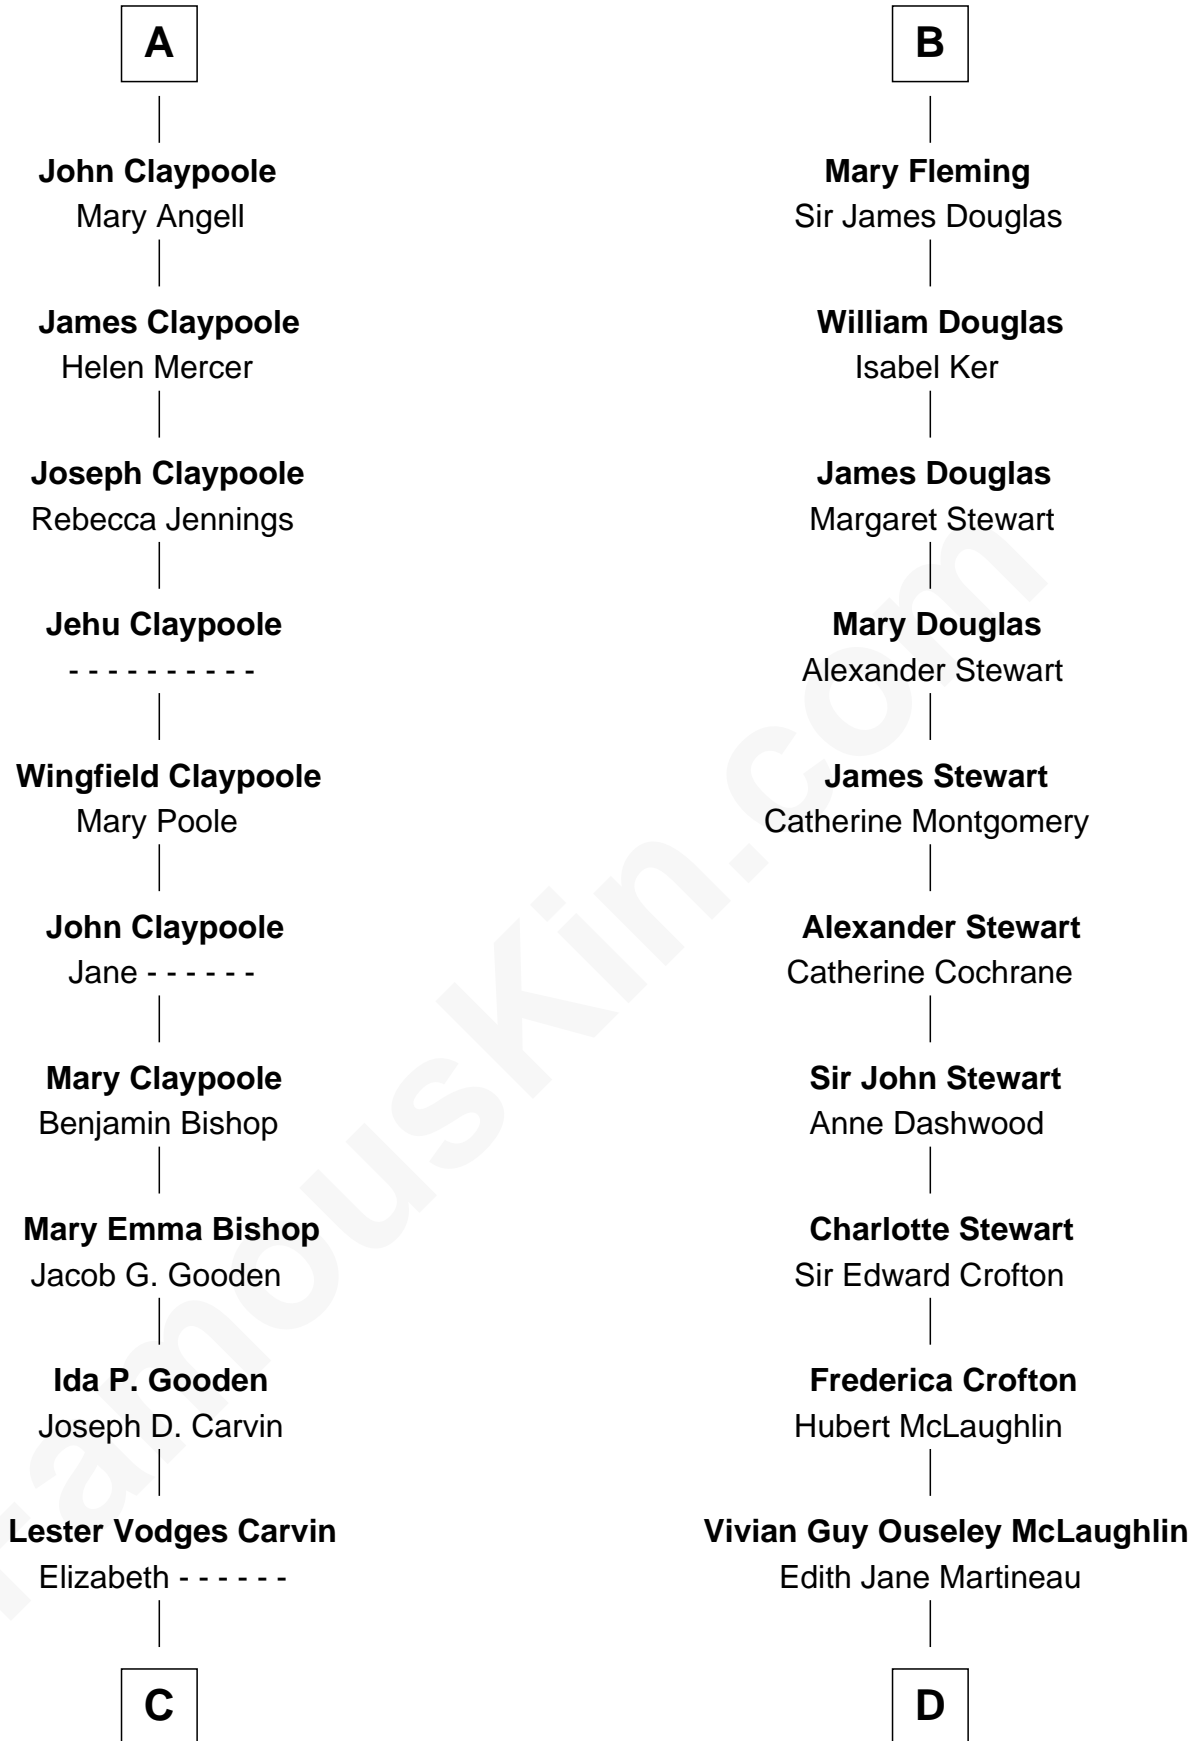 A
John Claypoole
Mary Angell
James Claypoole
Helen Mercer
Joseph Claypoole
Rebecca Jennings
Jehu Claypoole
- - - - - - - - - -
Wingfield Claypoole
Mary Poole
John Claypoole
Jane - - - - - -
Mary Claypoole
Benjamin Bishop
Mary Emma Bishop
Jacob G. Gooden
Ida P. Gooden
Joseph D. Carvin
Lester Vodges Carvin
Elizabeth - - - - - -
C
B
Mary Fleming
Sir James Douglas
William Douglas
Isabel Ker
James Douglas
Margaret Stewart
Mary Douglas
Alexander Stewart
James Stewart
Catherine Montgomery
Alexander Stewart
Catherine Cochrane
Sir John Stewart
Anne Dashwood
Charlotte Stewart
Sir Edward Crofton
Frederica Crofton
Hubert McLaughlin
Vivian Guy Ouseley McLaughlin
Edith Jane Martineau
D
FamousKin.com